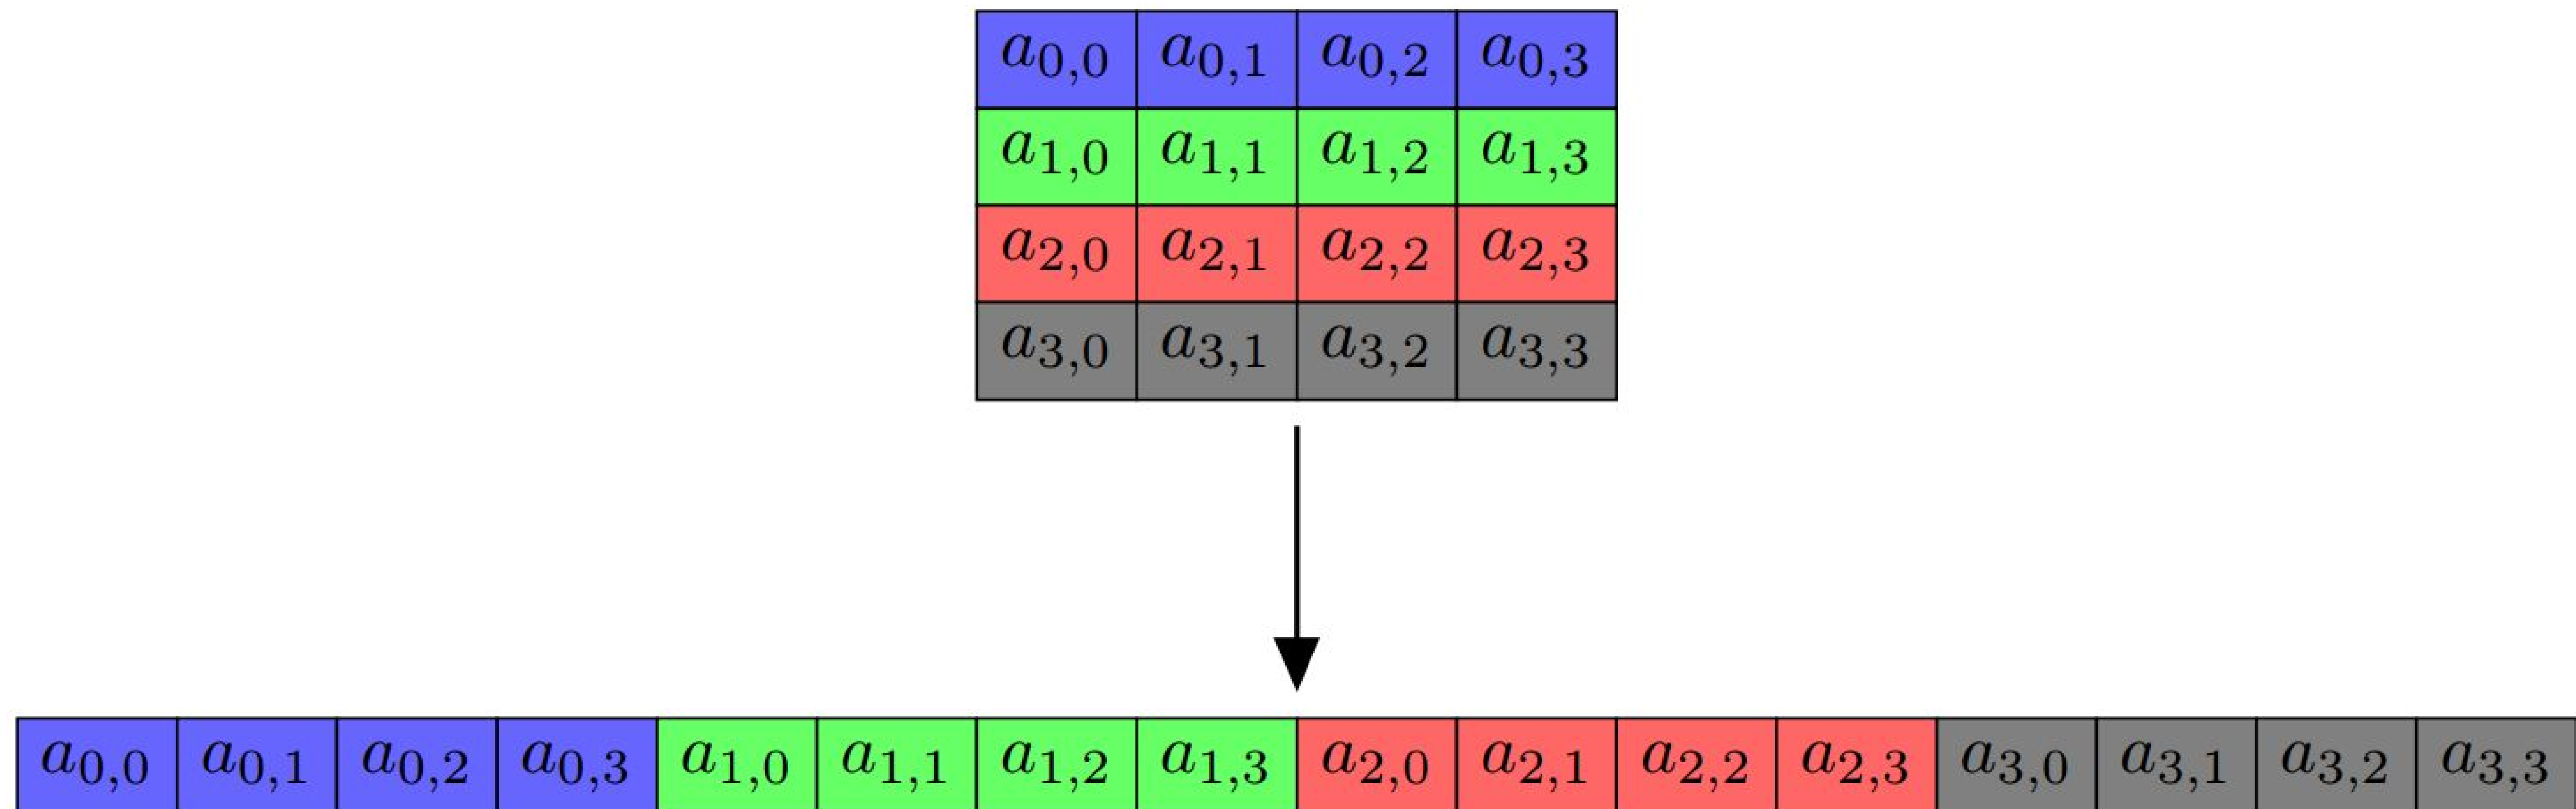 a0,0 a0,1 a0,2 a0,3
a1,0 a1,1 a1,2 a1,3
a2,0 a2,1 a2,2 a2,3
a3,0 a3,1 a3,2 a3,3
a0,0 a0,1 a0,2 a0,3 a1,0 a1,1 a1,2 a1,3 a2,0 a2,1 a2,2 a2,3 a3,0 a3,1 a3,2 a3,3